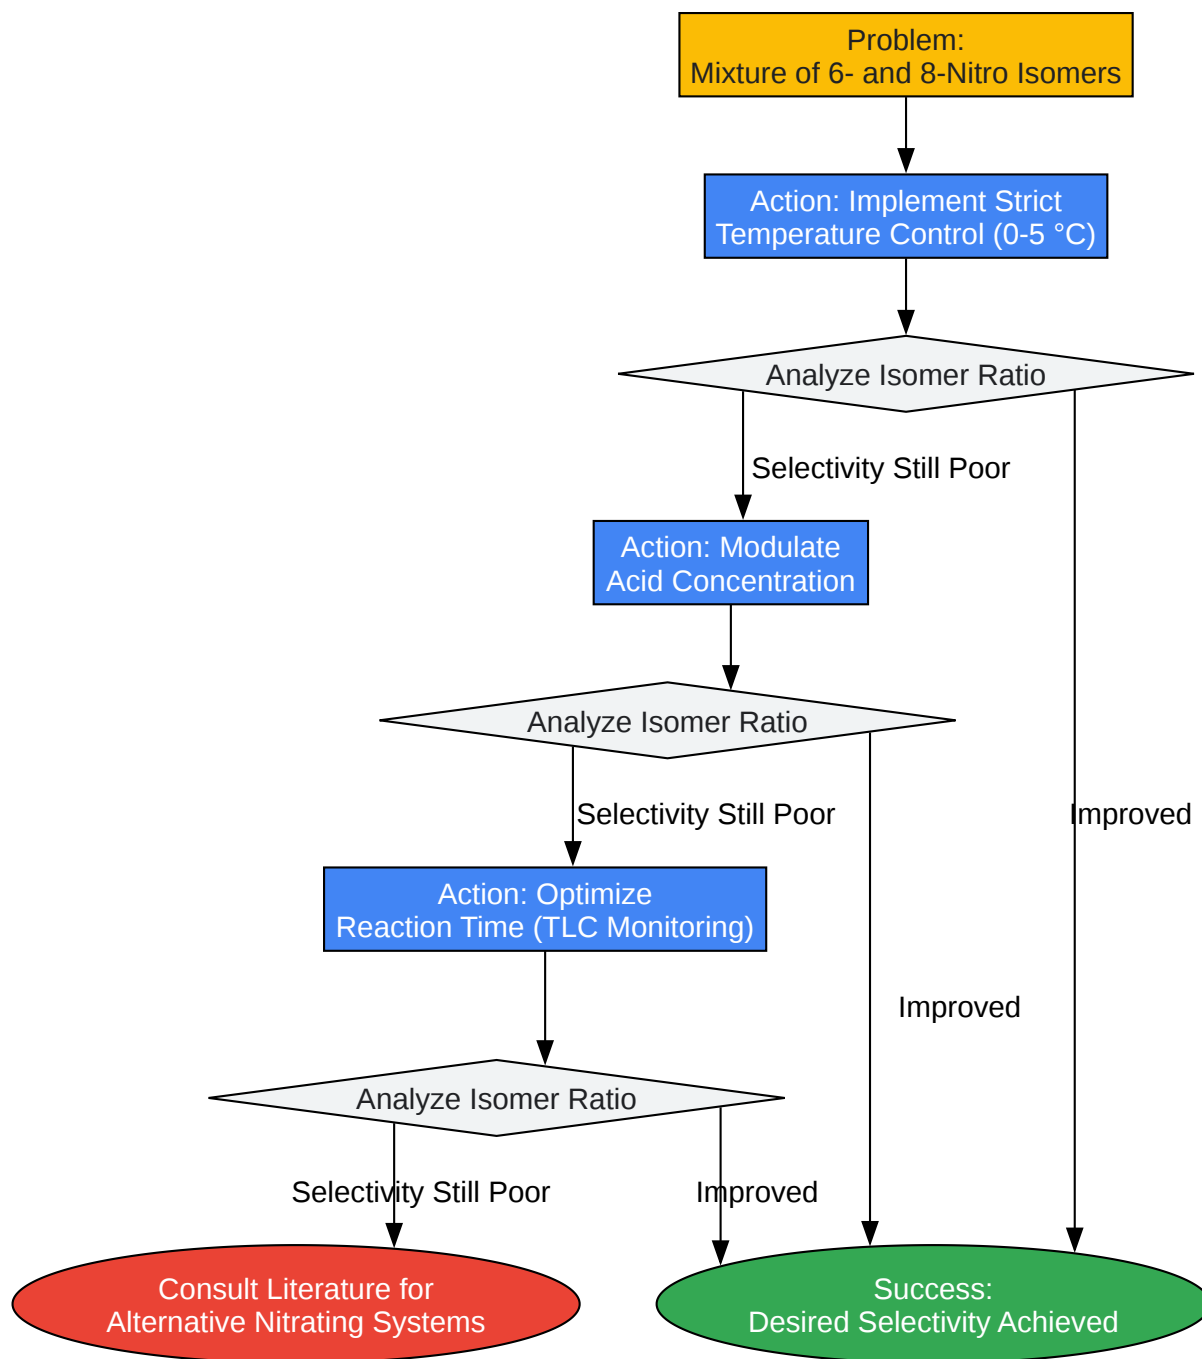 Problem:
Mixture of 6- and 8-Nitro Isomers
Action: Implement Strict
Temperature Control (0-5 °C)
Analyze Isomer Ratio
Selectivity Still Poor
Action: Modulate
Acid Concentration
Analyze Isomer Ratio
Selectivity Still Poor
Improved
Action: Optimize
Reaction Time (TLC Monitoring)
Improved
Analyze Isomer Ratio
Selectivity Still Poor
Improved
Consult Literature for
Alternative Nitrating Systems
Success:
Desired Selectivity Achieved